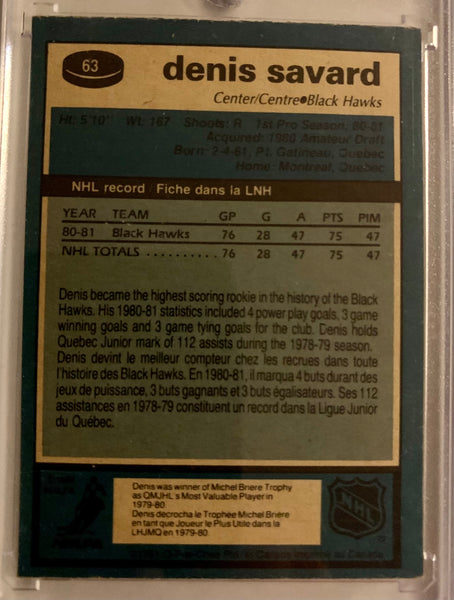 63
denis savard
Center/Centre●Black Hawks
Ht: 5'10" Wt: 167 Shoots: R 1st Pro Season: 80-81
Acquired: 1980 Amateur Draft
Born: 2-4-61, Pt. Gatineau, Quebec
Home: Montreal, Quebec
NHL record / Fiche dans la LNH
YEAR TEAM GP G A PTS PIM
80-81 Black Hawks 76 28 47 75 47
NHL TOTALS .......... 76 28 47 75 47
Denis became the highest scoring rookie in the history of the Black
Hawks. His 1980-81 statistics included 4 power play goals, 3 game
winning goals and 3 game tying goals for the club. Denis holds
Quebec Junior mark of 112 assists during the 1978-79 season.
Denis devint le meilleur compteur chez les recrues dans toute
l'histoire des Black Hawks. En 1980-81, il marqua 4 buts durant des
jeux de puissance, 3 buts gagnants et 3 buts égalisateurs. Ses 112
assistances en 1978-79 constituent un record dans la Ligue Junior
du Québec.
Denis was winner of Michel Briere Trophy
as QMJHL's Most Valuable Player in
1979-80.
Denis decrocha le Trophée Michel Brière
en tant que Joueur le Plus Utile dans la
LHJMQ en 1979-80.
NHL
O-Pee-Chee Ptd. in Canada Imprimé au Canada